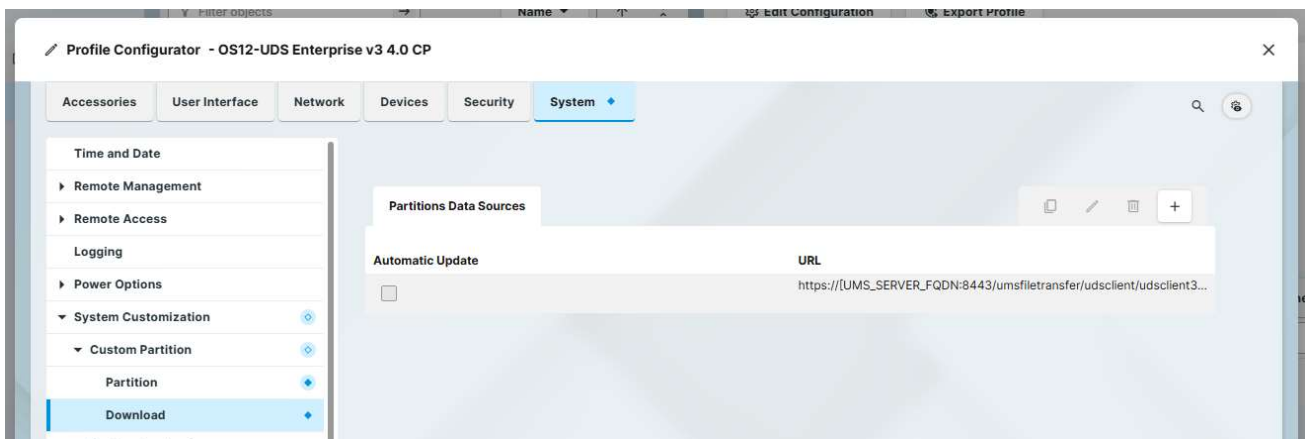 Filter objects
Name
Edit Configuration
Export Profile
Profile Configurator - OS12-UDS Enterprise v3 4.0 CP
Accessories
User Interface
Network
Devices
Security
System
Time and Date
Remote Management
Remote Access
Logging
Power Options
System Customization
Custom Partition
Partition
Download
Partitions Data Sources
Automatic Update
URL
https://[UMS_SERVER_FQDN:8443/umsfiletransfer/udsclient/udsclient3...